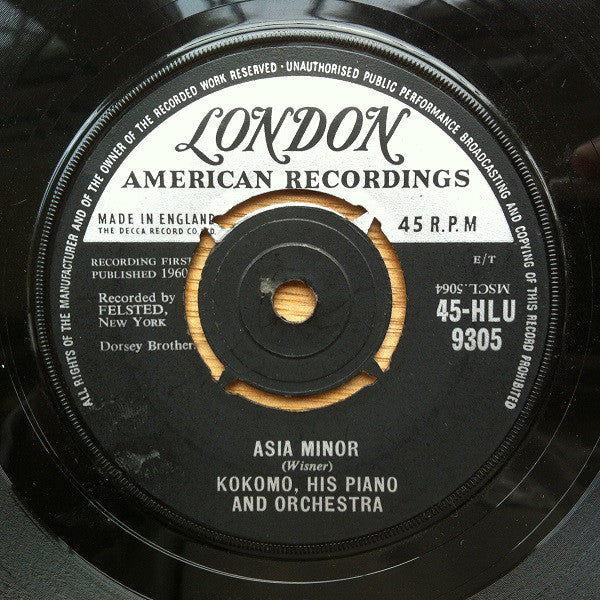 ALL RIGHTS OF THE MANUFACTURER AND OF THE OWNER OF THE RECORDED WORK RESERVED · UNAUTHORISED PUBLIC PERFORMANCE BROADCASTING AND COPYING OF THIS RECORD PROHIBITED
LONDON
AMERICAN RECORDINGS
MADE IN ENGLAND
THE DECCA RECORD CO. LTD.
45 R.P.M
RECORDING FIRST
PUBLISHED 1960
E/T
MSCL.5064
Recorded by
FELSTED,
New York
45-HLU
9305
Dorsey Brother
ASIA MINOR
(Wisner)
KOKOMO, HIS PIANO
AND ORCHESTRA